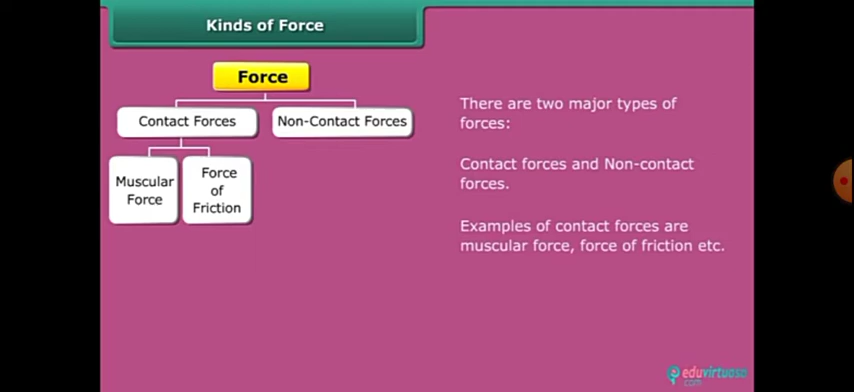 Kinds of Force
Force
Contact Forces
Non-Contact Forces
Muscular
Force
Force
of
Friction
There are two major types of
forces:
Contact forces and Non-contact
forces.
Examples of contact forces are
muscular force, force of friction etc.
eduvirtuoso
.com